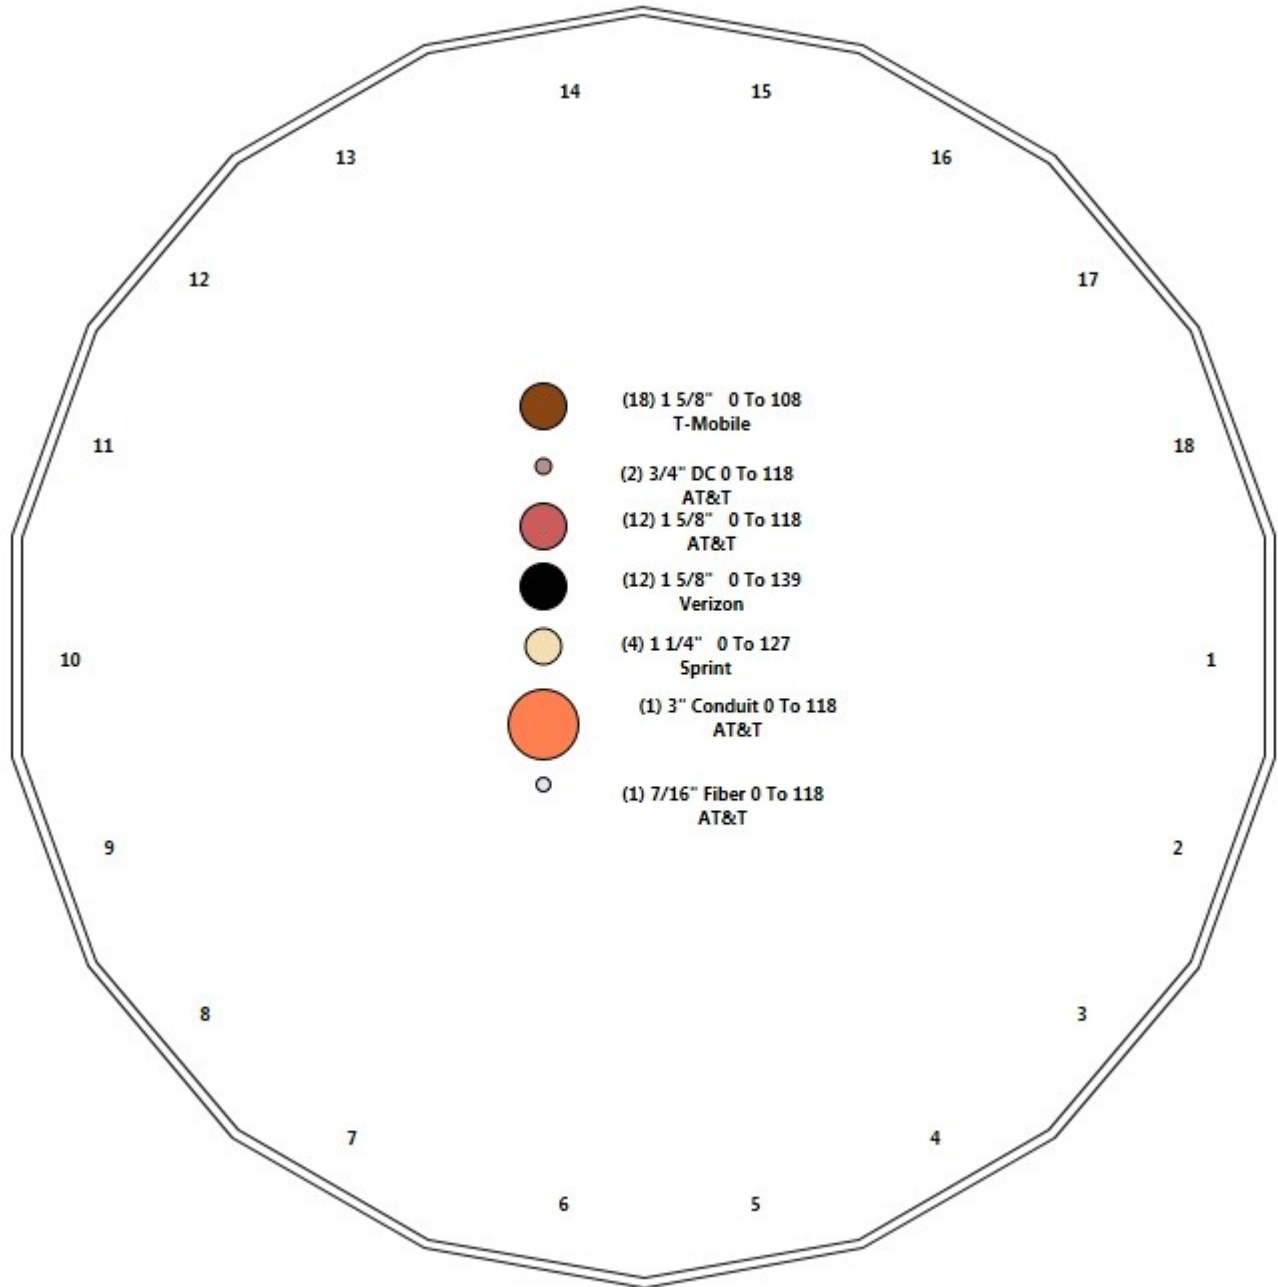 14
15
13
16
12
17
(18) 1 5/8" 0 To 108
T-Mobile
11
18
(2) 3/4" DC 0 To 118
AT&T
(12) 1 5/8" 0 To 118
AT&T
(12) 1 5/8" 0 To 139
Verizon
(4) 1 1/4" 0 To 127
Sprint
10
1
(1) 3" Conduit 0 To 118
AT&T
(1) 7/16" Fiber 0 To 118
AT&T
9
2
8
3
7
4
6
5